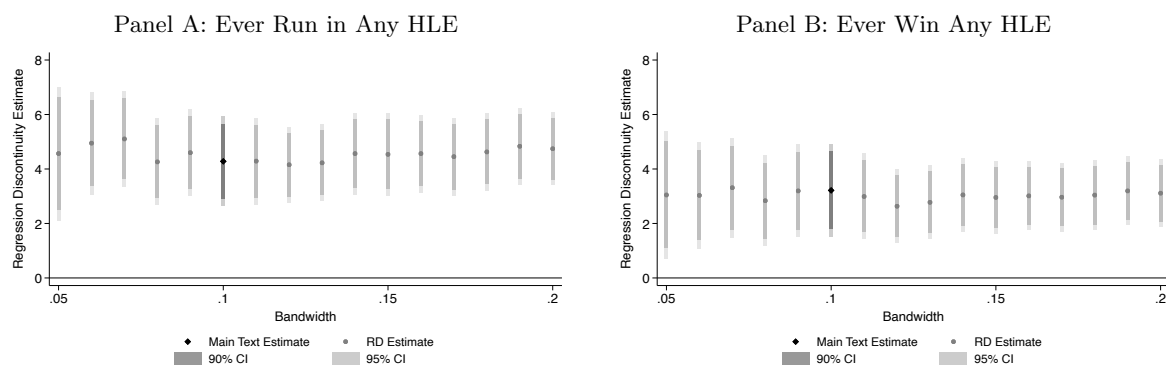 Panel A: Ever Run in Any HLE
Regression Discontinuity Estimate
8
6
4
2
0
.05
.1
.15
.2
Bandwidth
Main Text Estimate
RD Estimate
90% CI
95% CI
Panel B: Ever Win Any HLE
Regression Discontinuity Estimate
8
6
4
2
0
.05
.1
.15
.2
Bandwidth
Main Text Estimate
RD Estimate
90% CI
95% CI